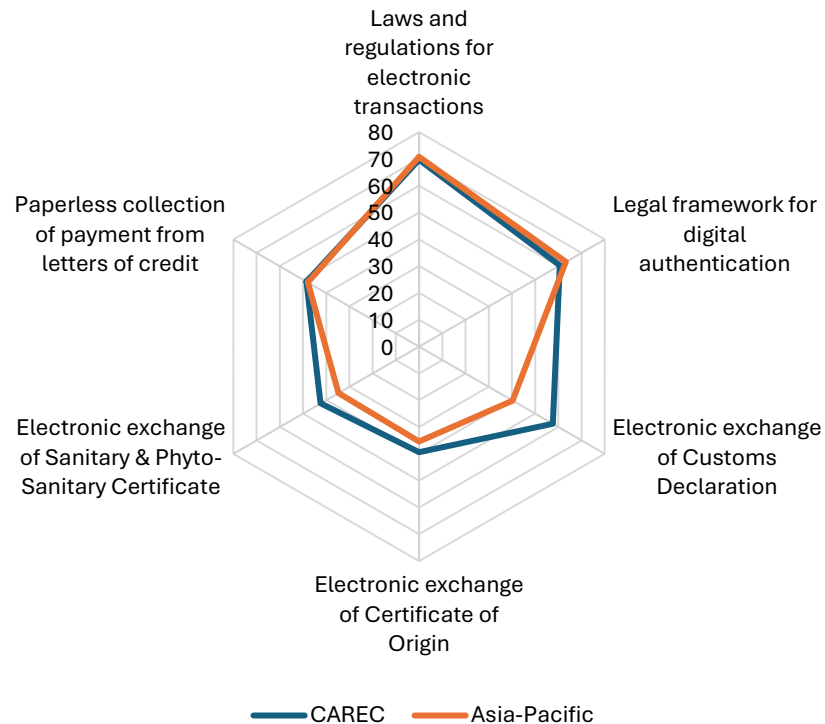 Laws and
regulations for
electronic
transactions
80
70
60
50
40
30
20
10
0
Legal framework for
digital
authentication
Electronic exchange
of Customs
Declaration
Electronic exchange
of Certificate of
Origin
Electronic exchange
of Sanitary & Phyto-
Sanitary Certificate
Paperless collection
of payment from
letters of credit
CAREC
Asia-Pacific